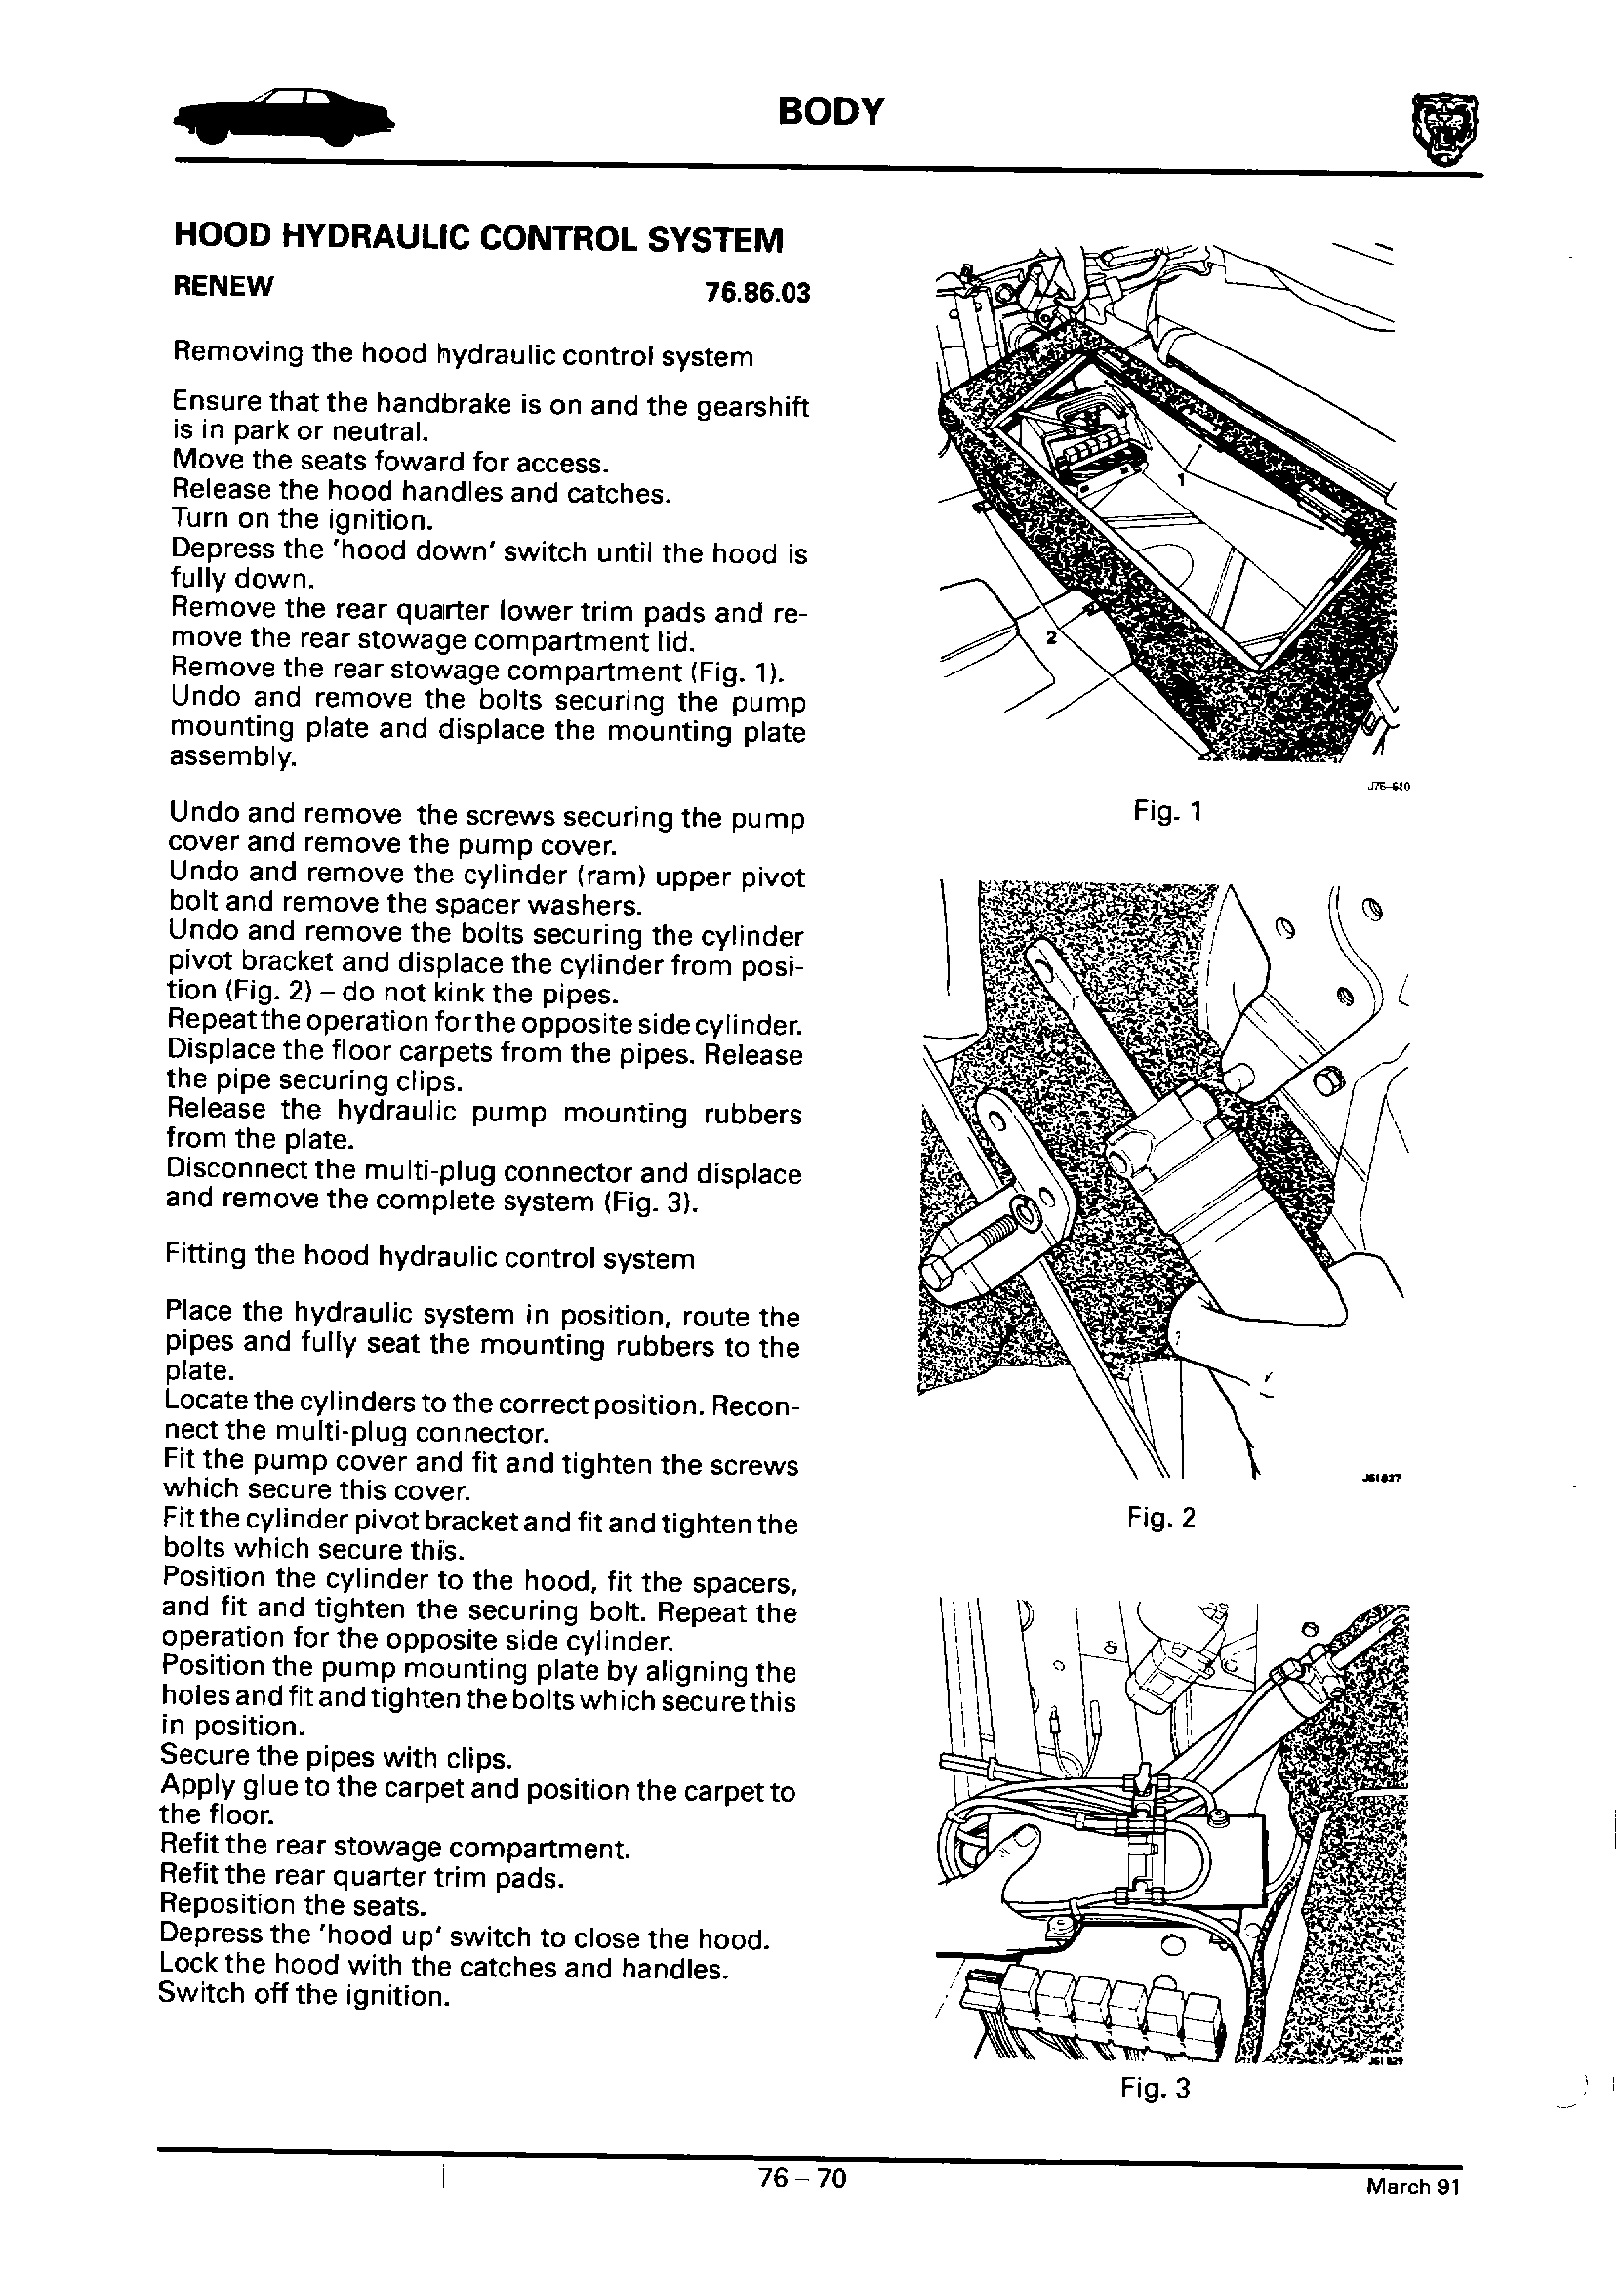 BODY
HOOD HYDRAULIC CONTROL SYSTEM
RENEW 76.86.03
Removing the hood hydraulic control system
Ensure that the handbrake is on and the gearshift
is in park or neutral.
Move the seats foward for access.
Release the hood handles and catches.
Turn on the ignition.
Depress the 'hood down' switch until the hood is
fully down.
Remove the rear quarter lower trim pads and re-
move the rear stowage compartment lid.
Remove the rear stowage compartment (Fig. 1).
Undo and remove the bolts securing the pump
mounting plate and displace the mounting plate
assembly.
Undo and remove the screws securing the pump
cover and remove the pump cover.
Undo and remove the cylinder (ram) upper pivot
bolt and remove the spacer washers.
Undo and remove the bolts securing the cylinder
pivot bracket and displace the cylinder from posi-
tion (Fig. 2) – do not kink the pipes.
Repeat the operation for the opposite side cylinder.
Displace the floor carpets from the pipes. Release
the pipe securing clips.
Release the hydraulic pump mounting rubbers
from the plate.
Disconnect the multi-plug connector and displace
and remove the complete system (Fig. 3).
Fitting the hood hydraulic control system
Place the hydraulic system in position, route the
pipes and fully seat the mounting rubbers to the
plate.
Locate the cylinders to the correct position. Recon-
nect the multi-plug connector.
Fit the pump cover and fit and tighten the screws
which secure this cover.
Fit the cylinder pivot bracket and fit and tighten the
bolts which secure this.
Position the cylinder to the hood, fit the spacers,
and fit and tighten the securing bolt. Repeat the
operation for the opposite side cylinder.
Position the pump mounting plate by aligning the
holes and fit and tighten the bolts which secure this
in position.
Secure the pipes with clips.
Apply glue to the carpet and position the carpet to
the floor.
Refit the rear stowage compartment.
Refit the rear quarter trim pads.
Reposition the seats.
Depress the 'hood up' switch to close the hood.
Lock the hood with the catches and handles.
Switch off the ignition.
1
2
Fig. 1
J61 827
Fig. 2
J61 829
Fig. 3
76 – 70
March 91